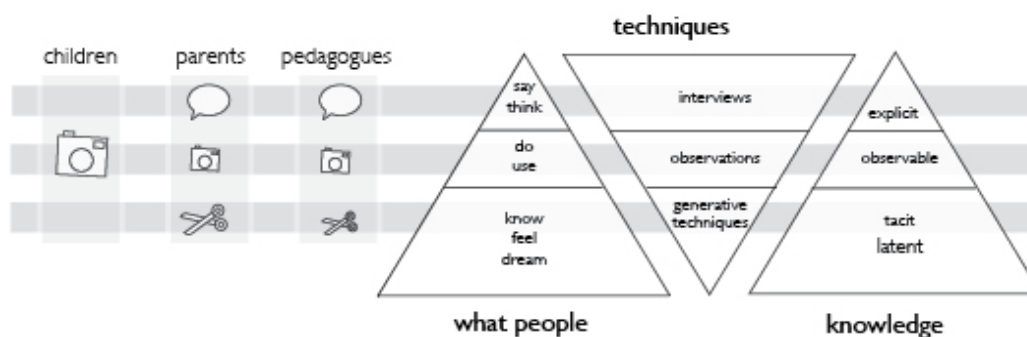 techniques
children parents pedagogues
say
think
interviews
explicit
do
use
observations
observable
know
feel
dream
generative
techniques
tacit
latent
what people
knowledge